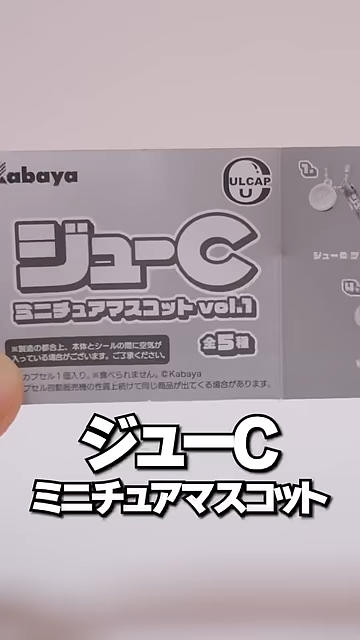 Kabaya
ULCAP
U
ジューC
ミニチュアマスコット vol.1
※製造の都合上、本体とシールの間に空気が
入っている場合がございます。ご了承ください。
全5種
カプセル1個入り。※食べられません。©Kabaya
プセル自動販売機の性質上続けて同じ商品が出てくる場合があります。
1.
ジューC
ミニチュアマスコット